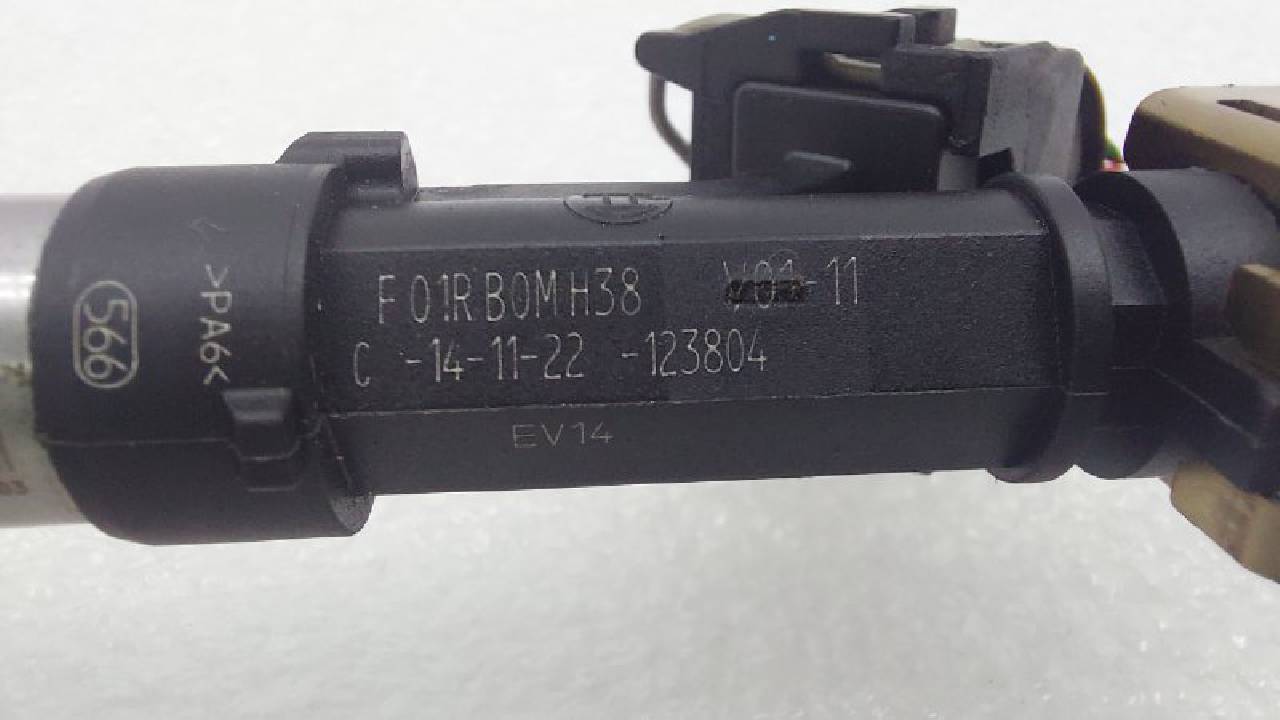 F 01R B0M H38 -11
C -14-11-22 -123804
EV14
566
>PA6<